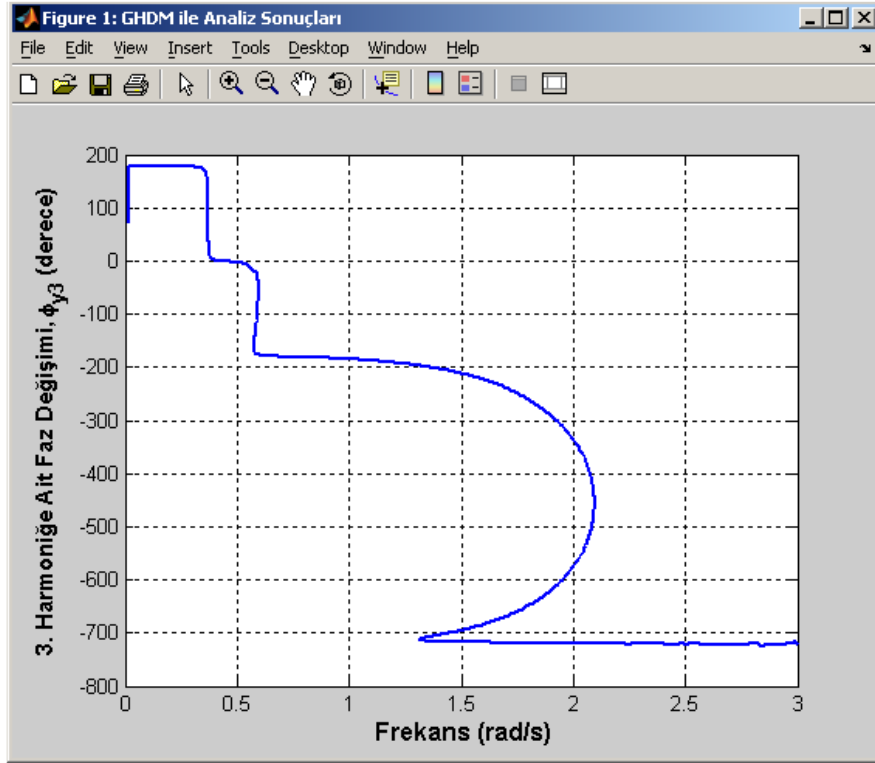 Figure 1: GHDM ile Analiz Sonuçları
File Edit View Insert Tools Desktop Window Help
200
100
0
-100
-200
-300
-400
-500
-600
-700
-800
3. Harmoniğe Ait Faz Değişimi, ϕy3 (derece)
0 0.5 1 1.5 2 2.5 3
Frekans (rad/s)